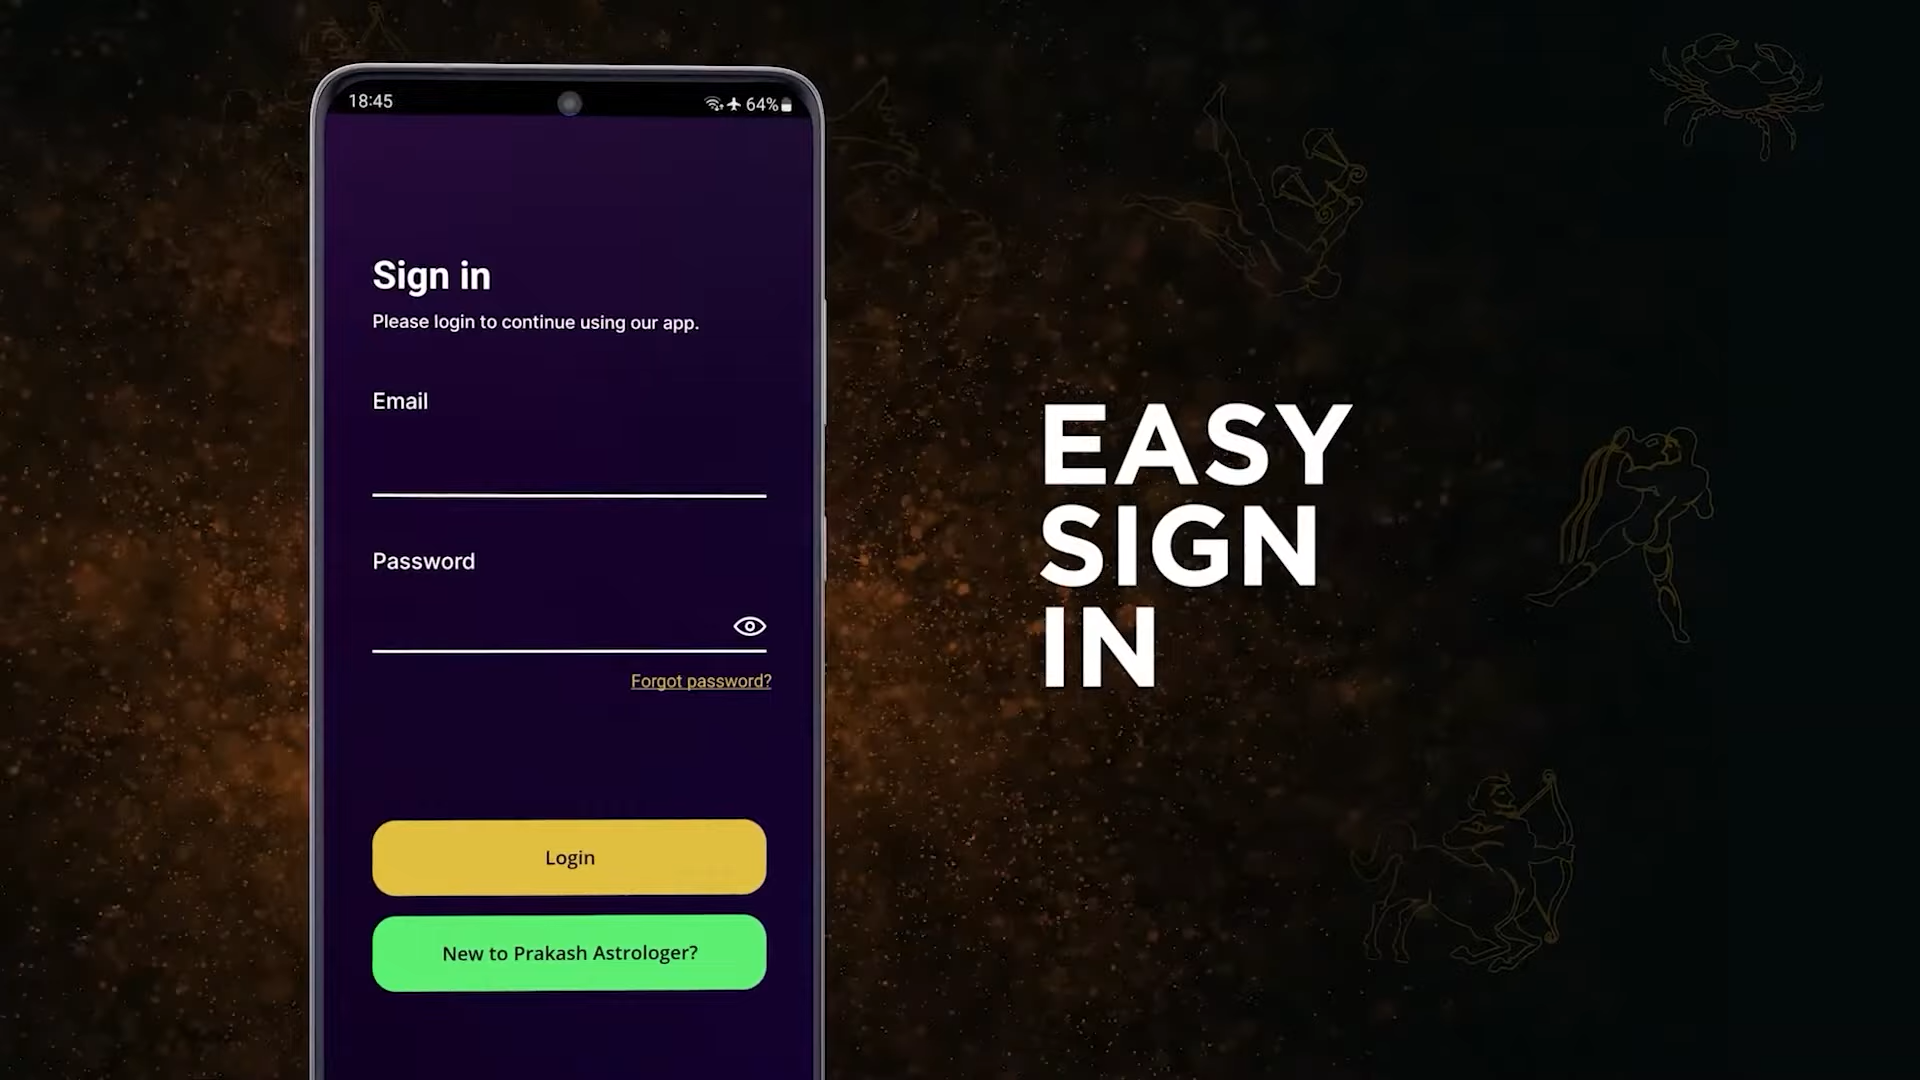 18:45
64%
Sign in
Please login to continue using our app.
Email
Password
Forgot password?
Login
New to Prakash Astrologer?
EASY
SIGN
IN